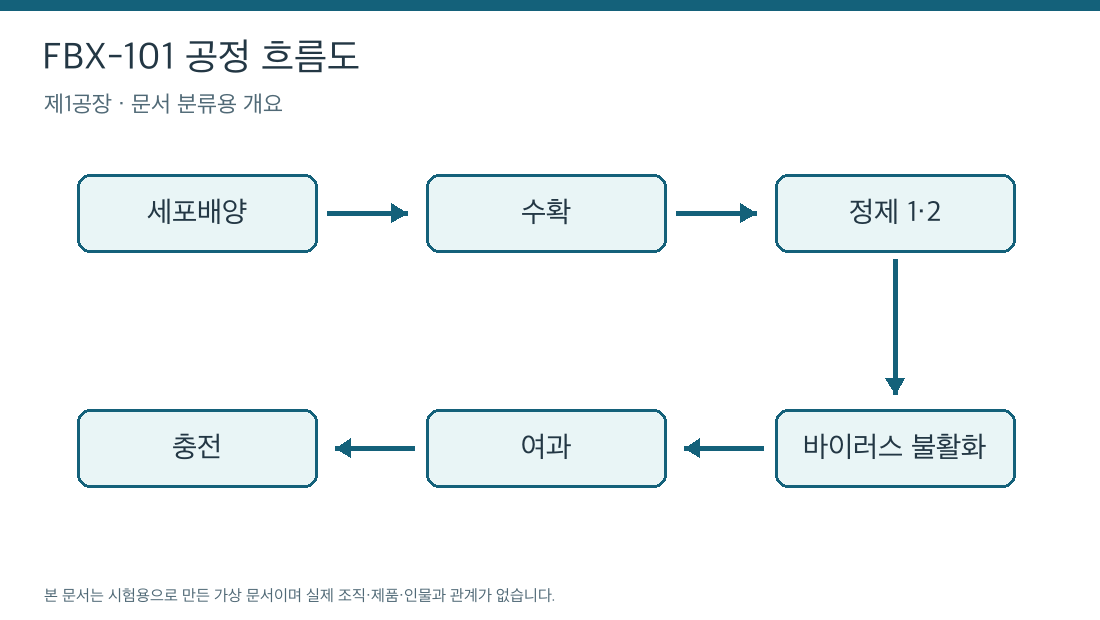 FBX-101 공정 흐름도
제1공장 · 문서 분류용 개요
세포배양
수확
정제 1·2
바이러스 불활화
여과
충전
본 문서는 시험용으로 만든 가상 문서이며 실제 조직·제품·인물과 관계가 없습니다.